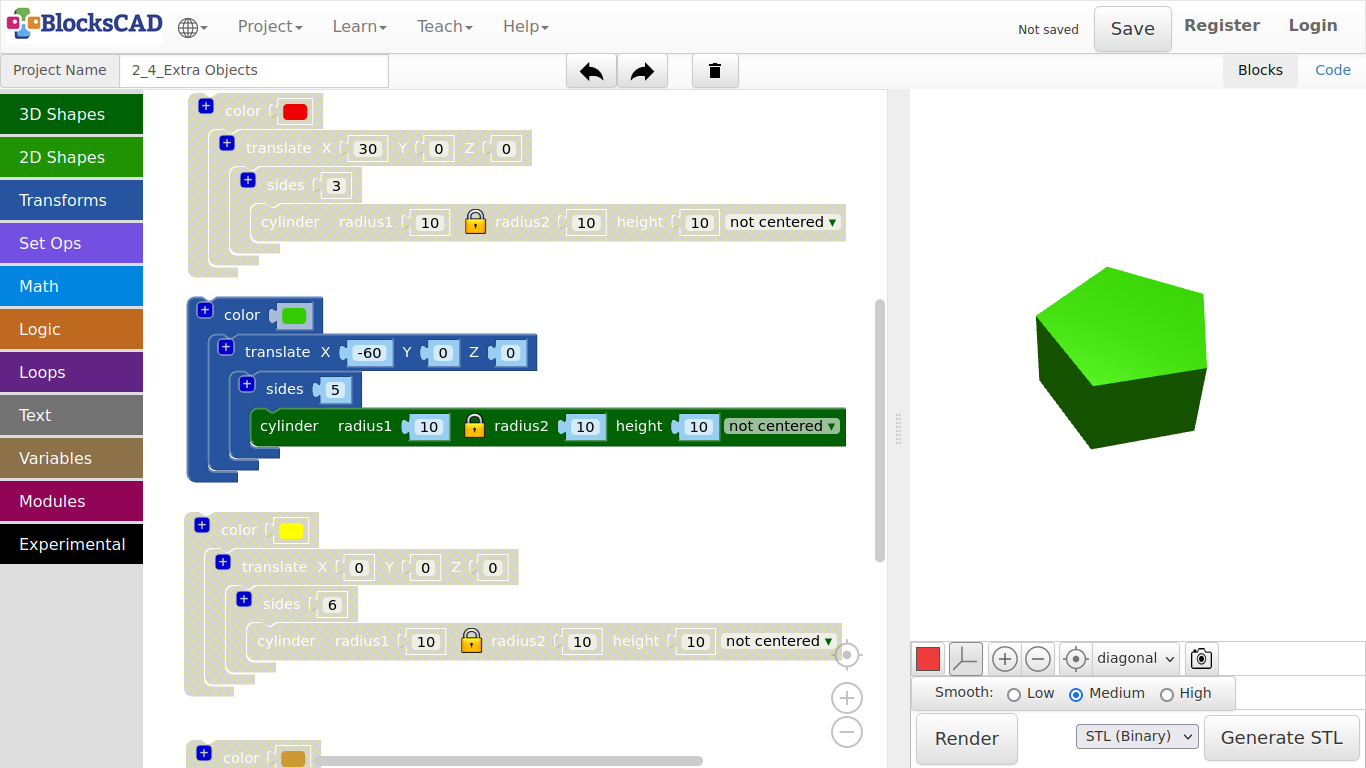 BlocksCAD Project Learn Teach Help Not saved Save Register Login
Project Name 2_4_Extra Objects Blocks Code
3D Shapes
2D Shapes
Transforms
Set Ops
Math
Logic
Loops
Text
Variables
Modules
Experimental
+ color
+ translate X 30 Y 0 Z 0
+ sides 3
cylinder radius1 10 radius2 10 height 10 not centered
+ color
+ translate X -60 Y 0 Z 0
+ sides 5
cylinder radius1 10 radius2 10 height 10 not centered
+ color
+ translate X 0 Y 0 Z 0
+ sides 6
cylinder radius1 10 radius2 10 height 10 not centered
+ color
diagonal
Smooth: Low Medium High
Render STL (Binary) Generate STL